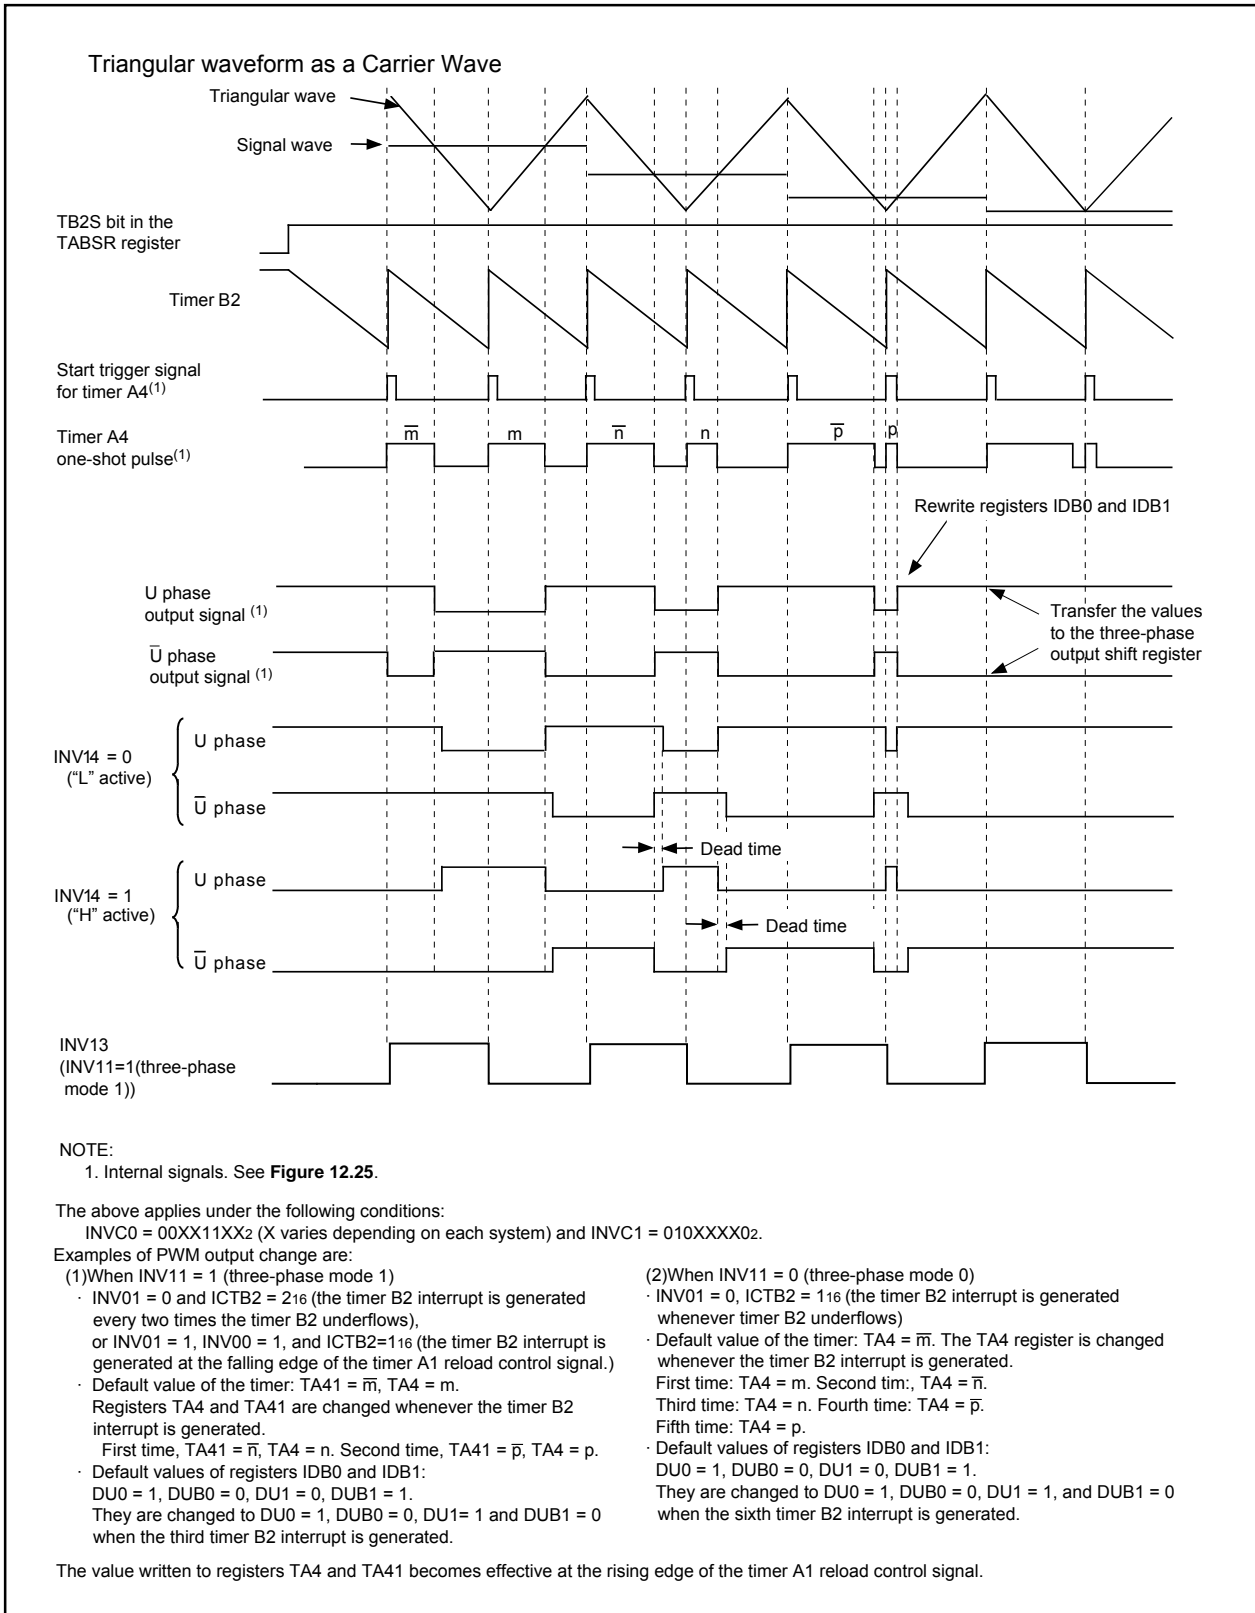 Triangular waveform as a Carrier Wave
Triangular wave
Signal wave
TB2S bit in the
TABSR register
Timer B2
Start trigger signal
for timer A4(1)
Timer A4
one-shot pulse(1)
m̅
m
n̅
n
p̅
p
Rewrite registers IDB0 and IDB1
U phase
output signal (1)
Transfer the values
to the three-phase
output shift register
U̅ phase
output signal (1)
INV14 = 0
("L" active)
U phase
U̅ phase
Dead time
INV14 = 1
("H" active)
U phase
Dead time
U̅ phase
INV13
(INV11=1(three-phase
mode 1))
NOTE:
1. Internal signals. See Figure 12.25.
The above applies under the following conditions:
INVC0 = 00XX11XX2 (X varies depending on each system) and INVC1 = 010XXXX02.
Examples of PWM output change are:
(1)When INV11 = 1 (three-phase mode 1)
· INV01 = 0 and ICTB2 = 216 (the timer B2 interrupt is generated
every two times the timer B2 underflows),
or INV01 = 1, INV00 = 1, and ICTB2=116 (the timer B2 interrupt is
generated at the falling edge of the timer A1 reload control signal.)
· Default value of the timer: TA41 = m̅, TA4 = m.
Registers TA4 and TA41 are changed whenever the timer B2
interrupt is generated.
First time, TA41 = n̅, TA4 = n. Second time, TA41 = p̅, TA4 = p.
· Default values of registers IDB0 and IDB1:
DU0 = 1, DUB0 = 0, DU1 = 0, DUB1 = 1.
They are changed to DU0 = 1, DUB0 = 0, DU1= 1 and DUB1 = 0
when the third timer B2 interrupt is generated.
(2)When INV11 = 0 (three-phase mode 0)
· INV01 = 0, ICTB2 = 116 (the timer B2 interrupt is generated
whenever timer B2 underflows)
· Default value of the timer: TA4 = m̅. The TA4 register is changed
whenever the timer B2 interrupt is generated.
First time: TA4 = m. Second tim:, TA4 = n̅.
Third time: TA4 = n. Fourth time: TA4 = p̅.
Fifth time: TA4 = p.
· Default values of registers IDB0 and IDB1:
DU0 = 1, DUB0 = 0, DU1 = 0, DUB1 = 1.
They are changed to DU0 = 1, DUB0 = 0, DU1 = 1, and DUB1 = 0
when the sixth timer B2 interrupt is generated.
The value written to registers TA4 and TA41 becomes effective at the rising edge of the timer A1 reload control signal.